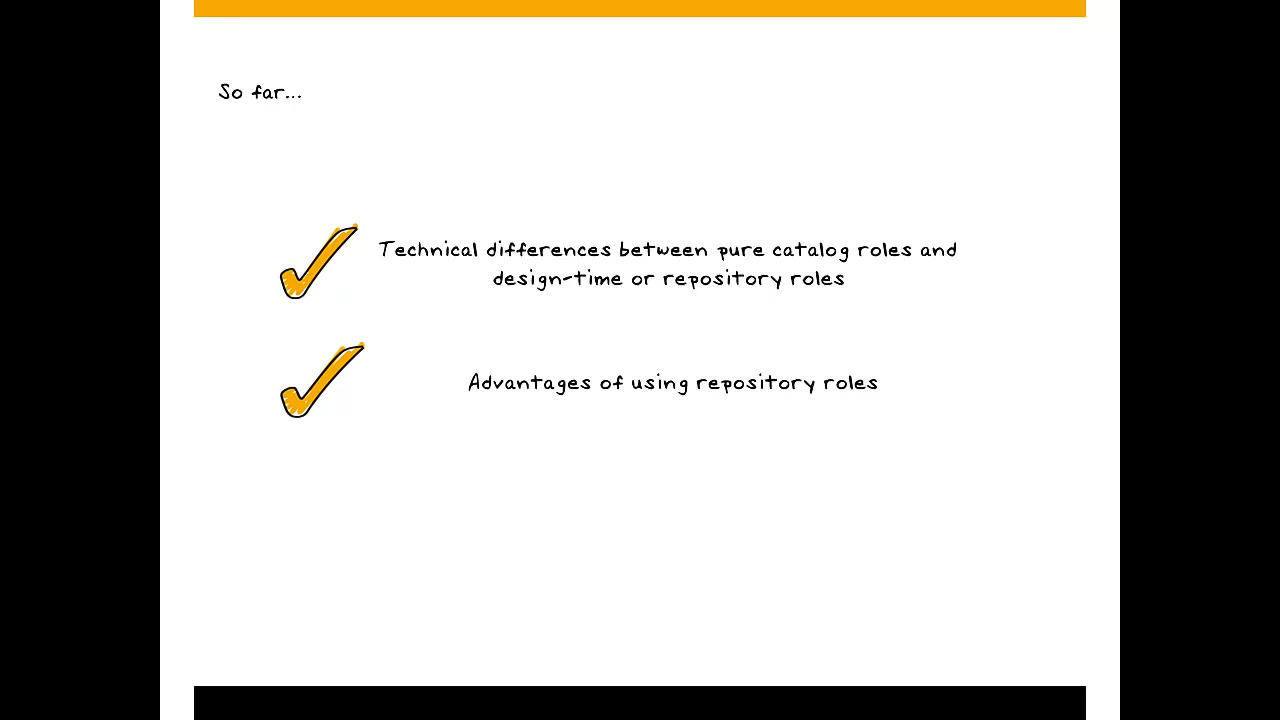 So far...
Technical differences between pure catalog roles and
design-time or repository roles
Advantages of using repository roles